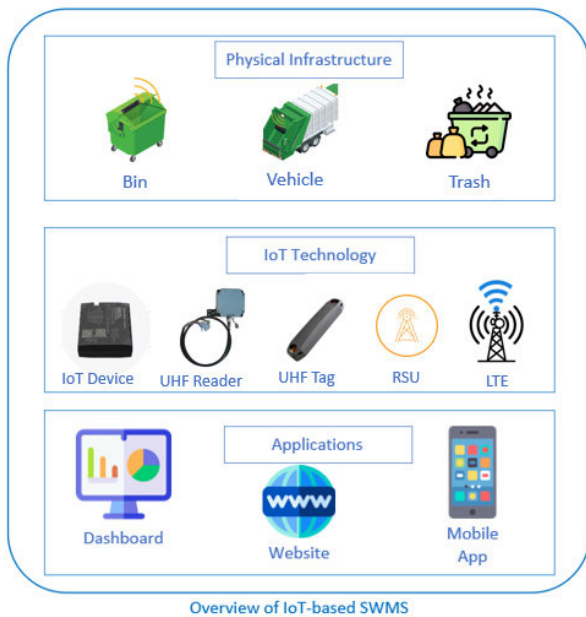 Physical Infrastructure
Bin
Vehicle
Trash
IoT Technology
IoT Device
UHF Reader
UHF Tag
RSU
LTE
Applications
WWW
Dashboard
Website
Mobile
App
Overview of IoT-based SWMS